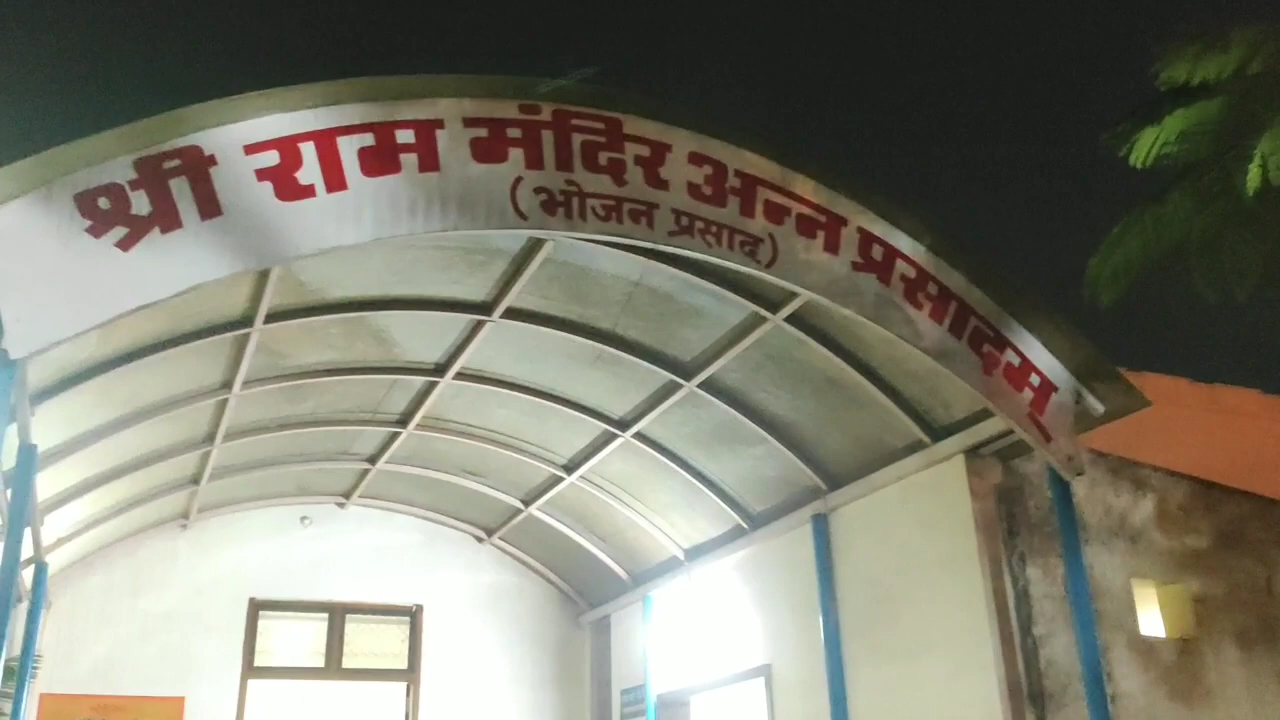 श्री राम मंदिर अन्न प्रसादम्
(भोजन प्रसाद)